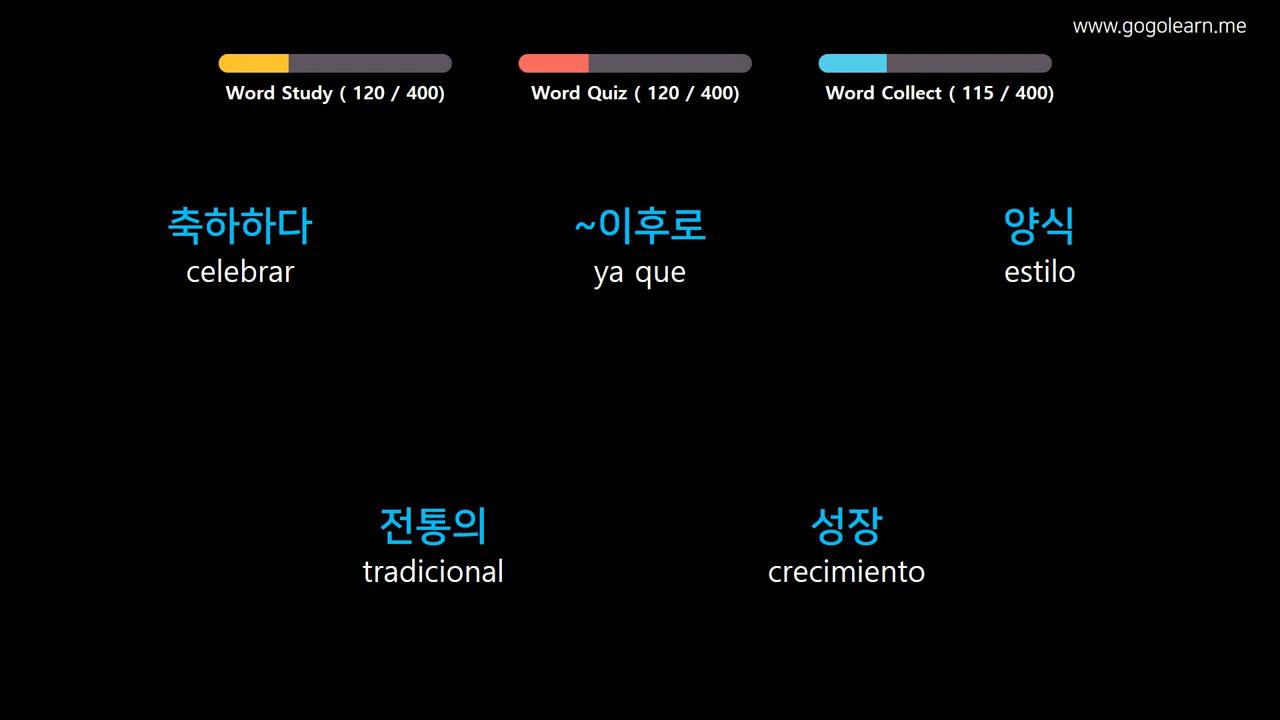 www.gogolearn.me
Word Study ( 120 / 400)
Word Quiz ( 120 / 400)
Word Collect ( 115 / 400)
축하하다
celebrar
~이후로
ya que
양식
estilo
전통의
tradicional
성장
crecimiento